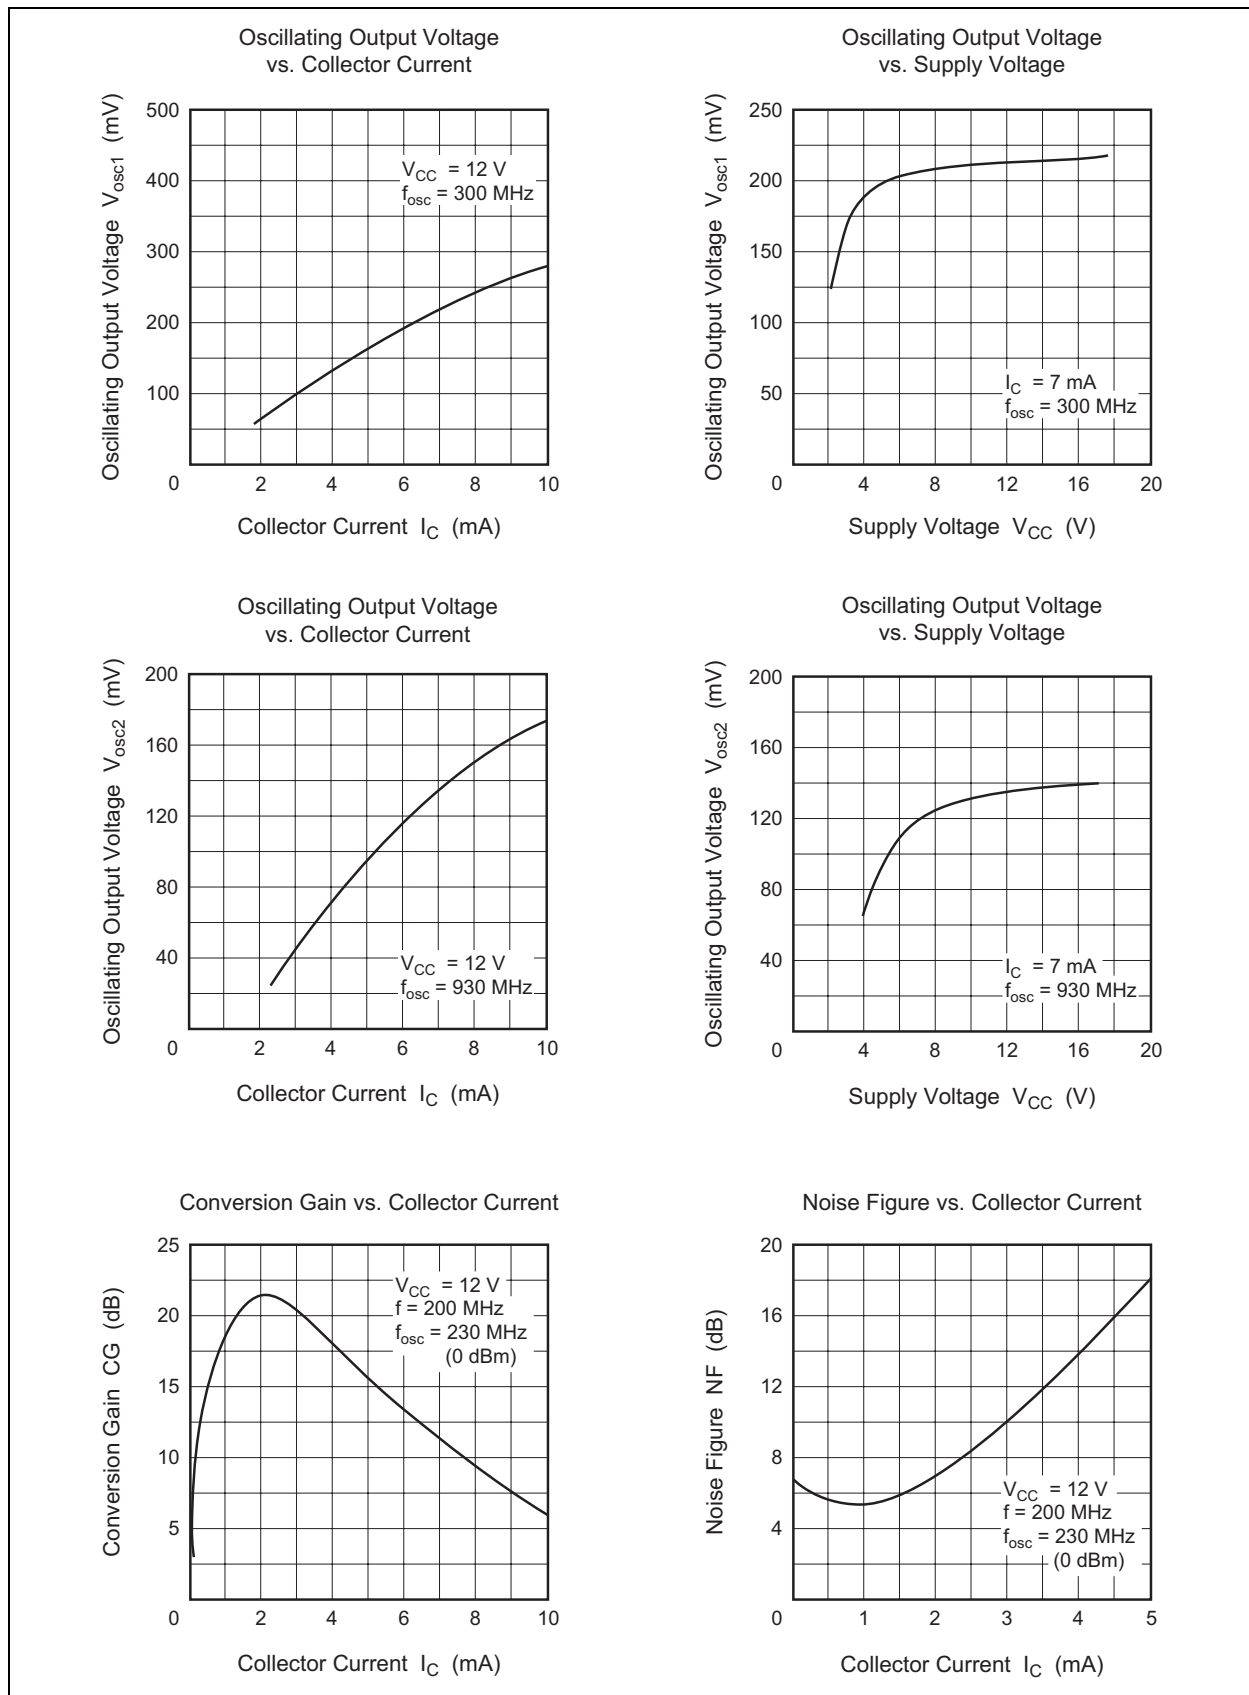 Oscillating Output Voltage
vs. Collector Current
Oscillating Output Voltage V_osc1 (mV)
500
400
300
200
100
0
2
4
6
8
10
V_CC = 12 V
f_osc = 300 MHz
Collector Current I_C (mA)
Oscillating Output Voltage
vs. Supply Voltage
Oscillating Output Voltage V_osc1 (mV)
250
200
150
100
50
0
4
8
12
16
20
I_C = 7 mA
f_osc = 300 MHz
Supply Voltage V_CC (V)
Oscillating Output Voltage
vs. Collector Current
Oscillating Output Voltage V_osc2 (mV)
200
160
120
80
40
0
2
4
6
8
10
V_CC = 12 V
f_osc = 930 MHz
Collector Current I_C (mA)
Oscillating Output Voltage
vs. Supply Voltage
Oscillating Output Voltage V_osc2 (mV)
200
160
120
80
40
0
4
8
12
16
20
I_C = 7 mA
f_osc = 930 MHz
Supply Voltage V_CC (V)
Conversion Gain vs. Collector Current
Conversion Gain CG (dB)
25
20
15
10
5
0
2
4
6
8
10
V_CC = 12 V
f = 200 MHz
f_osc = 230 MHz
(0 dBm)
Collector Current I_C (mA)
Noise Figure vs. Collector Current
Noise Figure NF (dB)
20
16
12
8
4
0
1
2
3
4
5
V_CC = 12 V
f = 200 MHz
f_osc = 230 MHz
(0 dBm)
Collector Current I_C (mA)